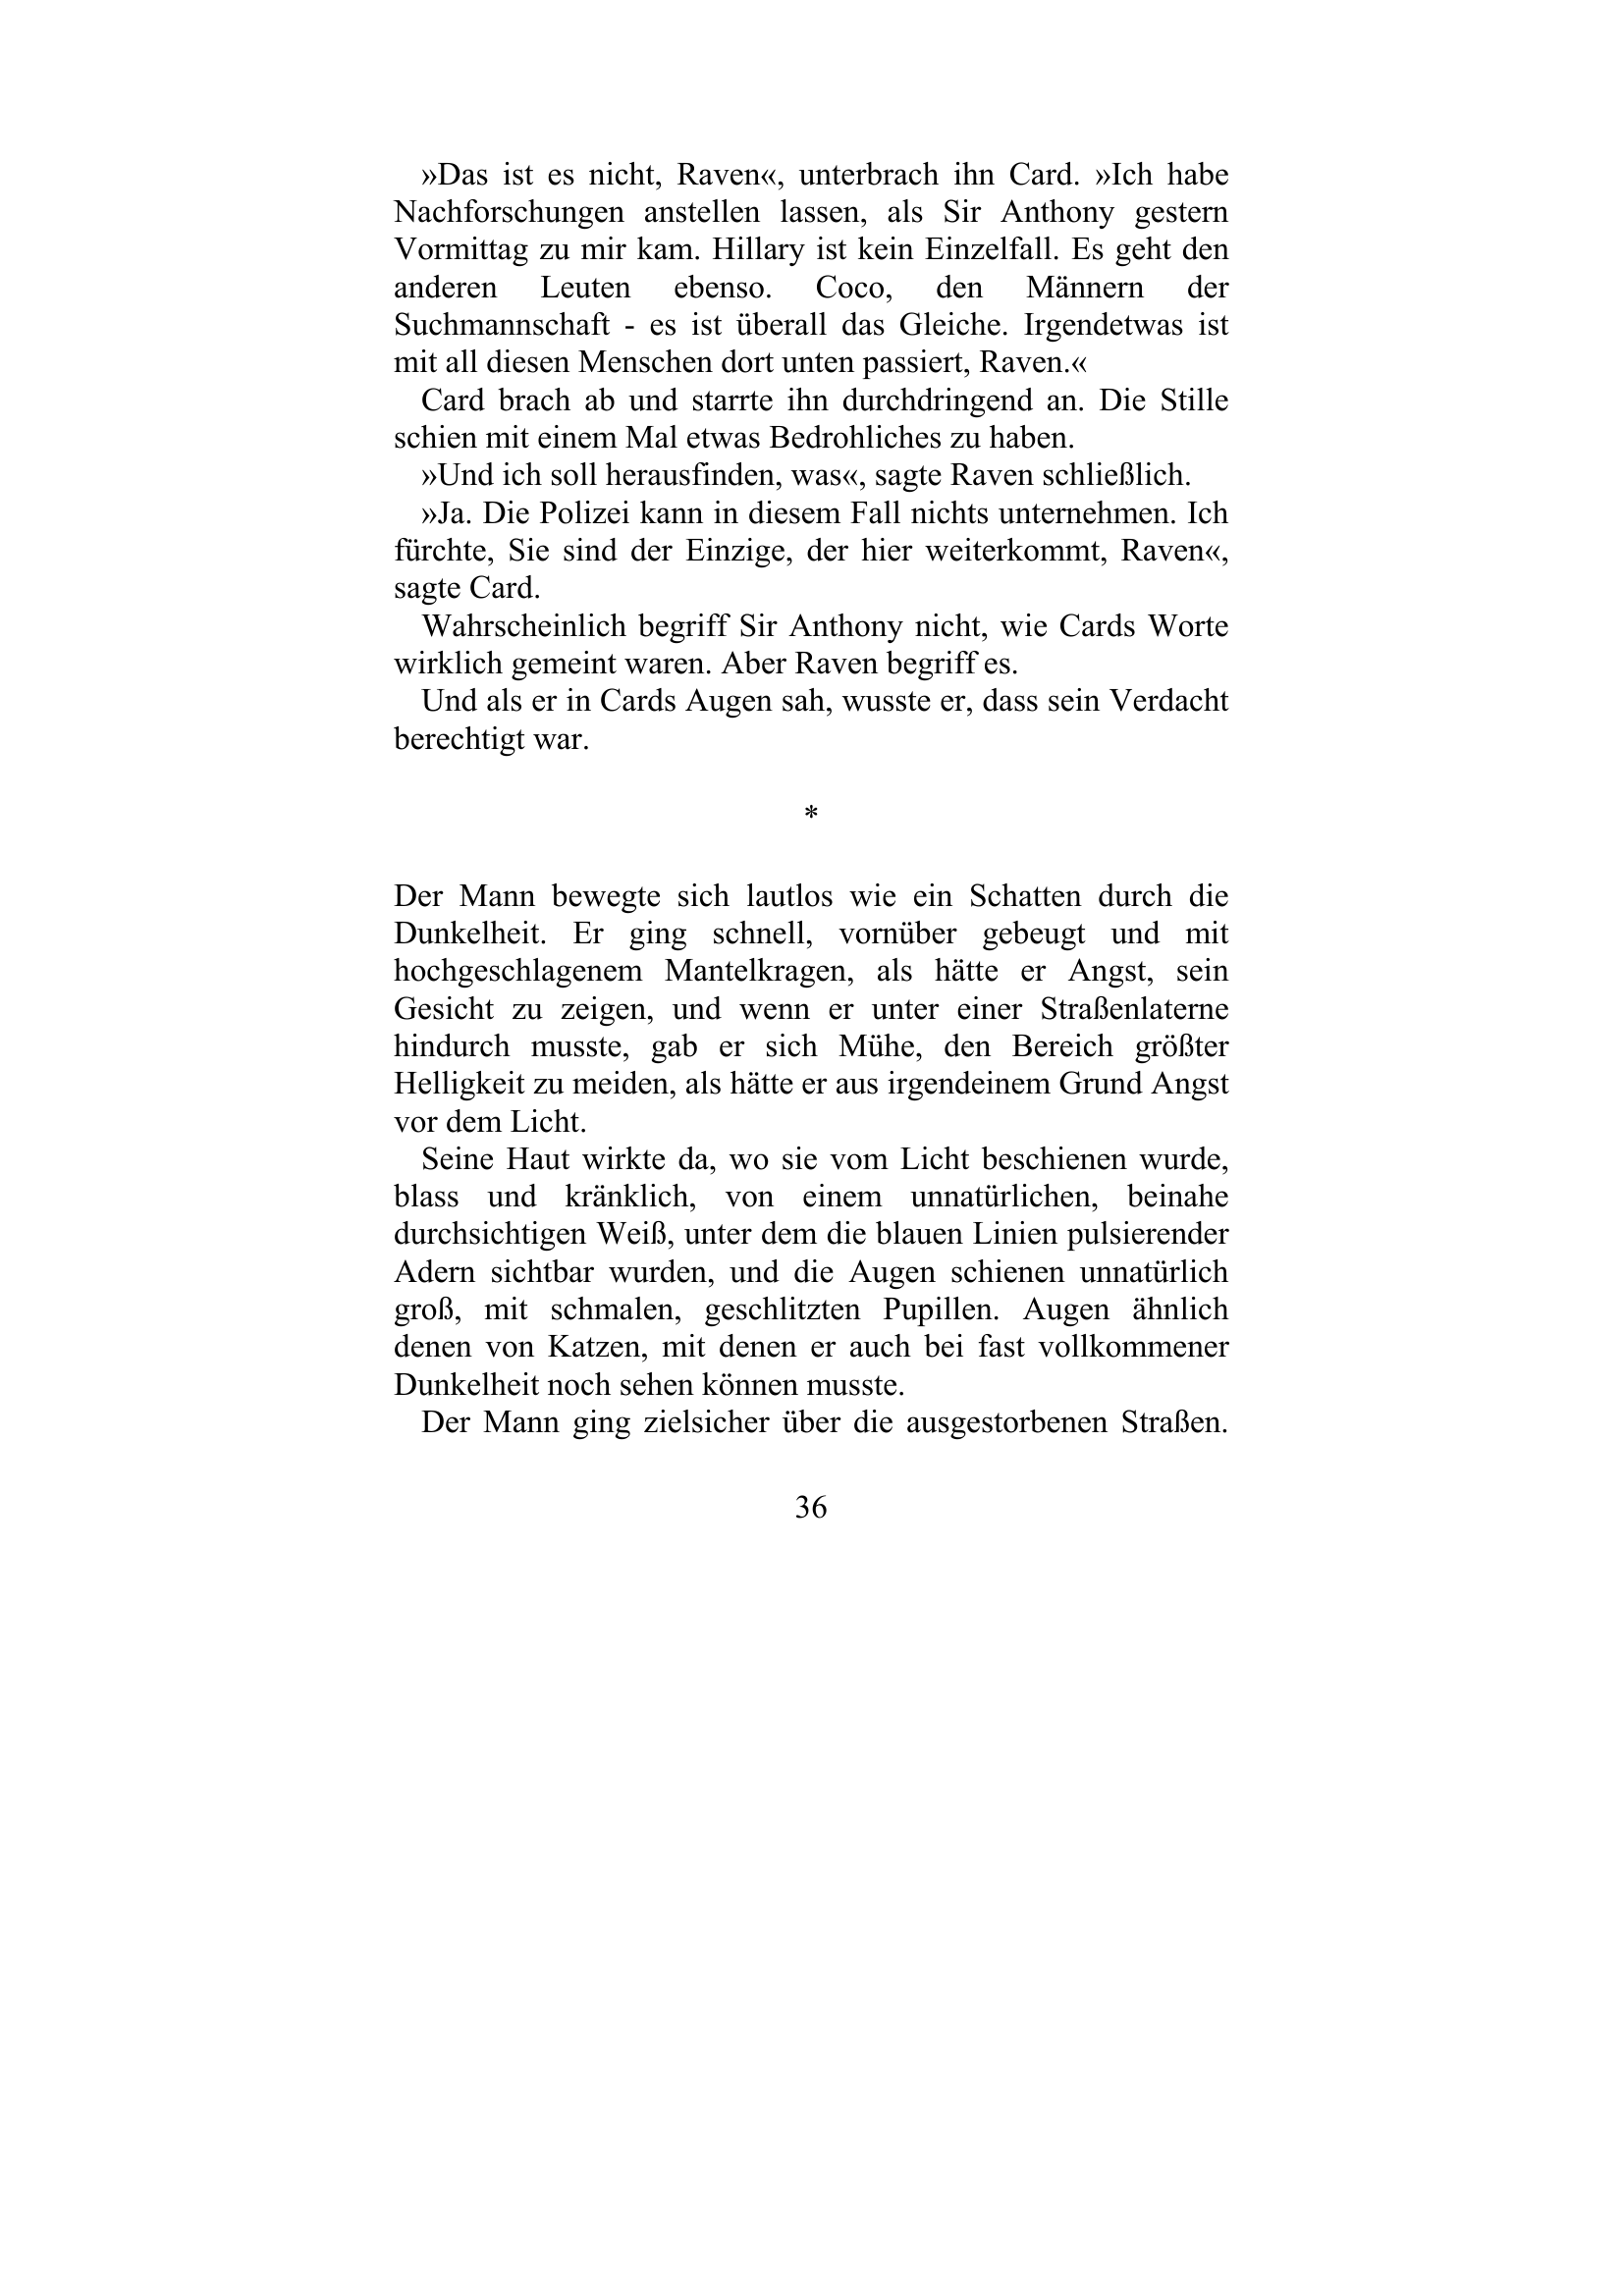 »Das ist es nicht, Raven«, unterbrach ihn Card. »Ich habe
Nachforschungen anstellen lassen, als Sir Anthony gestern
Vormittag zu mir kam. Hillary ist kein Einzelfall. Es geht den
anderen Leuten ebenso. Coco, den Männern der
Suchmannschaft - es ist überall das Gleiche. Irgendetwas ist
mit all diesen Menschen dort unten passiert, Raven.«
Card brach ab und starrte ihn durchdringend an. Die Stille
schien mit einem Mal etwas Bedrohliches zu haben.
»Und ich soll herausfinden, was«, sagte Raven schließlich.
»Ja. Die Polizei kann in diesem Fall nichts unternehmen. Ich
fürchte, Sie sind der Einzige, der hier weiterkommt, Raven«,
sagte Card.
Wahrscheinlich begriff Sir Anthony nicht, wie Cards Worte
wirklich gemeint waren. Aber Raven begriff es.
Und als er in Cards Augen sah, wusste er, dass sein Verdacht
berechtigt war.
*
Der Mann bewegte sich lautlos wie ein Schatten durch die
Dunkelheit. Er ging schnell, vornüber gebeugt und mit
hochgeschlagenem Mantelkragen, als hätte er Angst, sein
Gesicht zu zeigen, und wenn er unter einer Straßenlaterne
hindurch musste, gab er sich Mühe, den Bereich größter
Helligkeit zu meiden, als hätte er aus irgendeinem Grund Angst
vor dem Licht.
Seine Haut wirkte da, wo sie vom Licht beschienen wurde,
blass und kränklich, von einem unnatürlichen, beinahe
durchsichtigen Weiß, unter dem die blauen Linien pulsierender
Adern sichtbar wurden, und die Augen schienen unnatürlich
groß, mit schmalen, geschlitzten Pupillen. Augen ähnlich
denen von Katzen, mit denen er auch bei fast vollkommener
Dunkelheit noch sehen können musste.
Der Mann ging zielsicher über die ausgestorbenen Straßen.
36